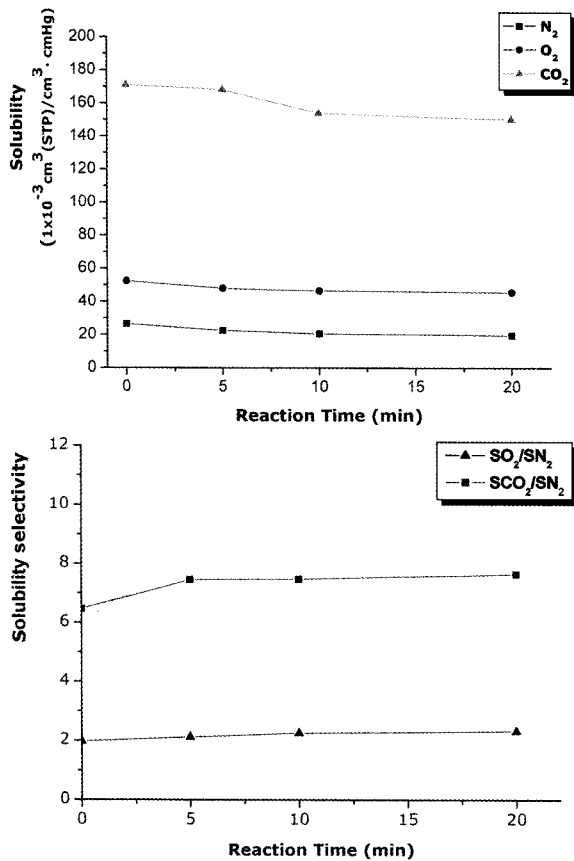 N₂
O₂
CO₂
Solubility
(1x10⁻³ cm³(STP)/cm³· cmHg)
200
180
160
140
120
100
80
60
40
20
0
0 5 10 15 20
Reaction Time (min)
SO₂/SN₂
SCO₂/SN₂
Solubility selectivity
12
10
8
6
4
2
0
0 5 10 15 20
Reaction Time (min)